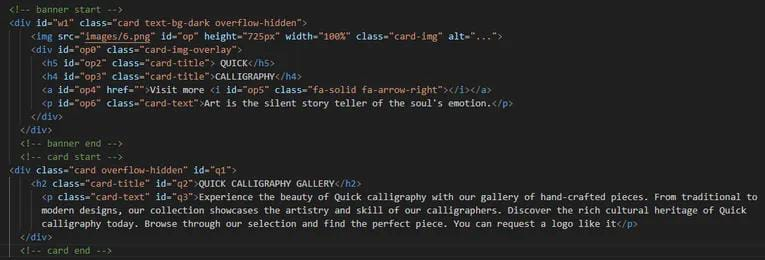 <!-- banner start -->
<div id="w1" class="card text-bg-dark overflow-hidden">
<img src="images/6.png" id="op" height="725px" width="100%" class="card-img" alt="...">
<div id="op0" class="card-img-overlay">
<h5 id="op2" class="card-title"> QUICK</h5>
<h4 id="op3" class="card-title">CALLIGRAPHY</h4>
<a id="op4" href="">Visit more <i id="op5" class="fa-solid fa-arrow-right"></i></a>
<p id="op6" class="card-text">Art is the silent story teller of the soul's emotion.</p>
</div>
</div>
<!-- banner end -->
<!-- card start -->
<div class="card overflow-hidden" id="q1">
<h2 class="card-title" id="q2">QUICK CALLIGRAPHY GALLERY</h2>
<p class="card-text" id="q3">Experience the beauty of Quick calligraphy with our gallery of hand-crafted pieces. From traditional to
modern designs, our collection showcases the artistry and skill of our calligraphers. Discover the rich cultural heritage of Quick
calligraphy today. Browse through our selection and find the perfect piece. You can request a logo like it</p>
</div>
<!-- card end -->